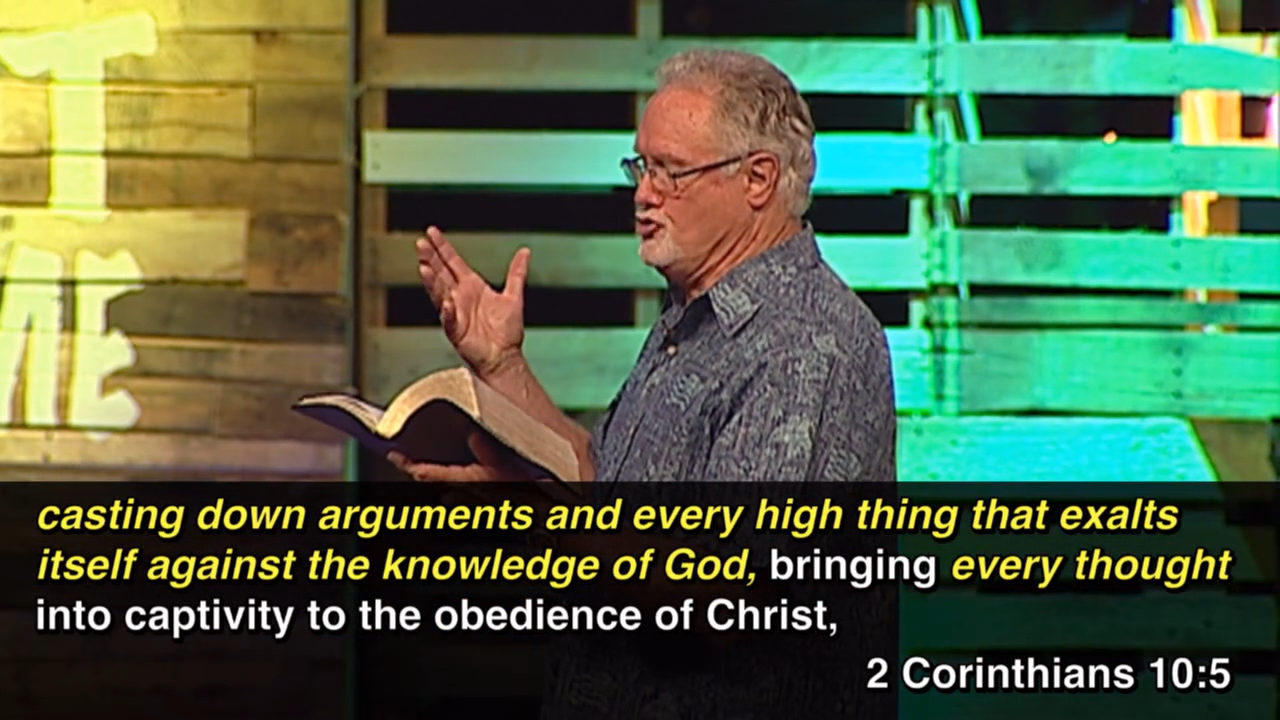 T
ME
casting down arguments and every high thing that exalts
itself against the knowledge of God, bringing every thought
into captivity to the obedience of Christ,
2 Corinthians 10:5